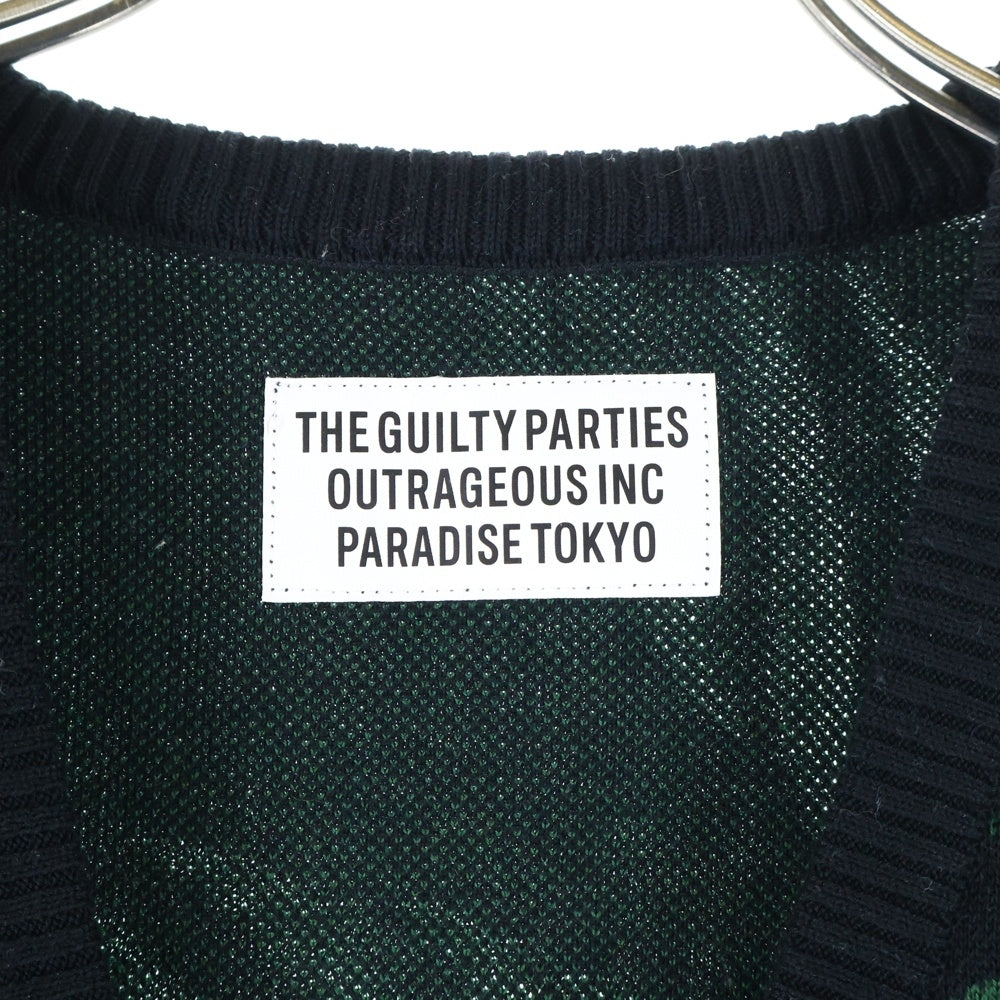 THE GUILTY PARTIES
OUTRAGEOUS INC
PARADISE TOKYO